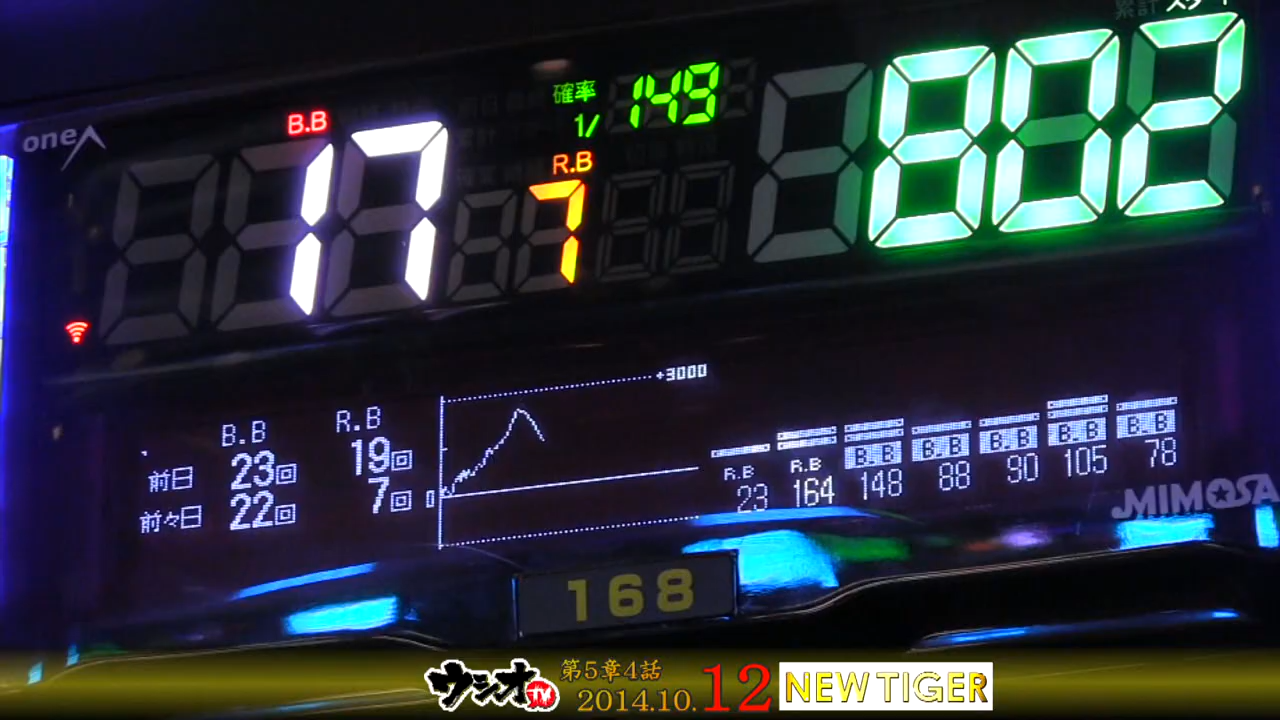 累計 スタート
oneA
B.B
17
確率
1/149
R.B
7
802
B.B R.B
前日 23回 19回
前々日 22回 7回
+3000
0
R.B R.B B.B B.B B.B B.B B.B
23 164 148 88 90 105 78
MIMOSA
168
ウシオTV
第5章4話
2014.10.12
NEW TIGER